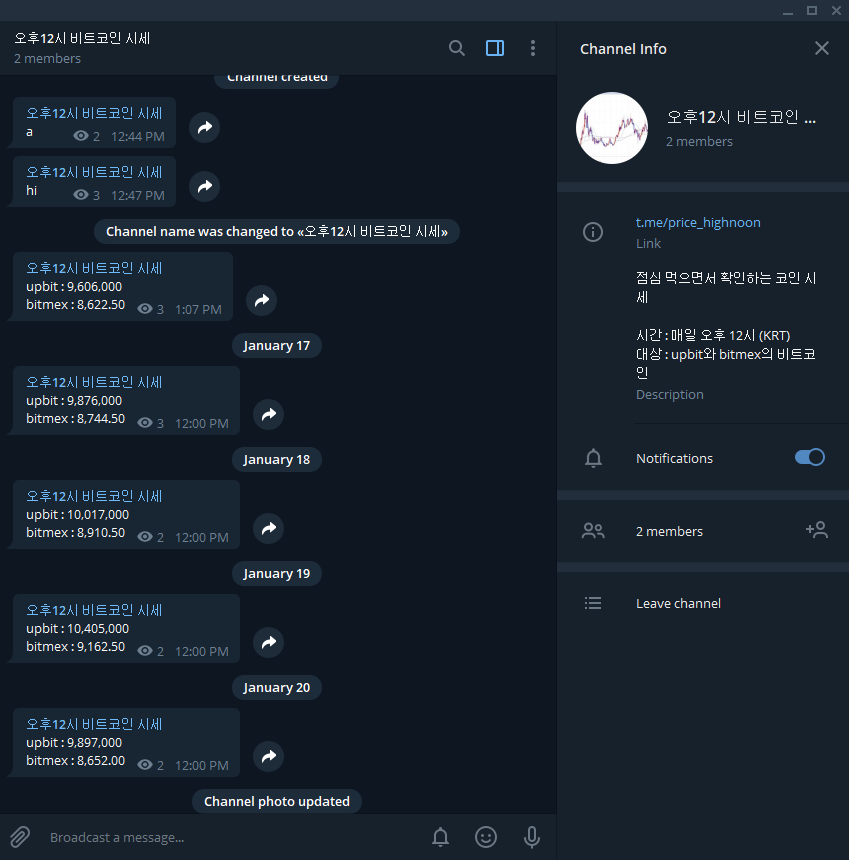 오후12시 비트코인 시세
2 members
Channel created
오후12시 비트코인 시세
a 2 12:44 PM
오후12시 비트코인 시세
hi 3 12:47 PM
Channel name was changed to «오후12시 비트코인 시세»
오후12시 비트코인 시세
upbit : 9,606,000
bitmex : 8,622.50 3 1:07 PM
January 17
오후12시 비트코인 시세
upbit : 9,876,000
bitmex : 8,744.50 3 12:00 PM
January 18
오후12시 비트코인 시세
upbit : 10,017,000
bitmex : 8,910.50 2 12:00 PM
January 19
오후12시 비트코인 시세
upbit : 10,405,000
bitmex : 9,162.50 2 12:00 PM
January 20
오후12시 비트코인 시세
upbit : 9,897,000
bitmex : 8,652.00 2 12:00 PM
Channel photo updated
Broadcast a message...
Channel Info
오후12시 비트코인 ...
2 members
t.me/price_highnoon
Link
점심 먹으면서 확인하는 코인 시
세
시간 : 매일 오후 12시 (KRT)
대상 : upbit와 bitmex의 비트코
인
Description
Notifications
2 members
Leave channel